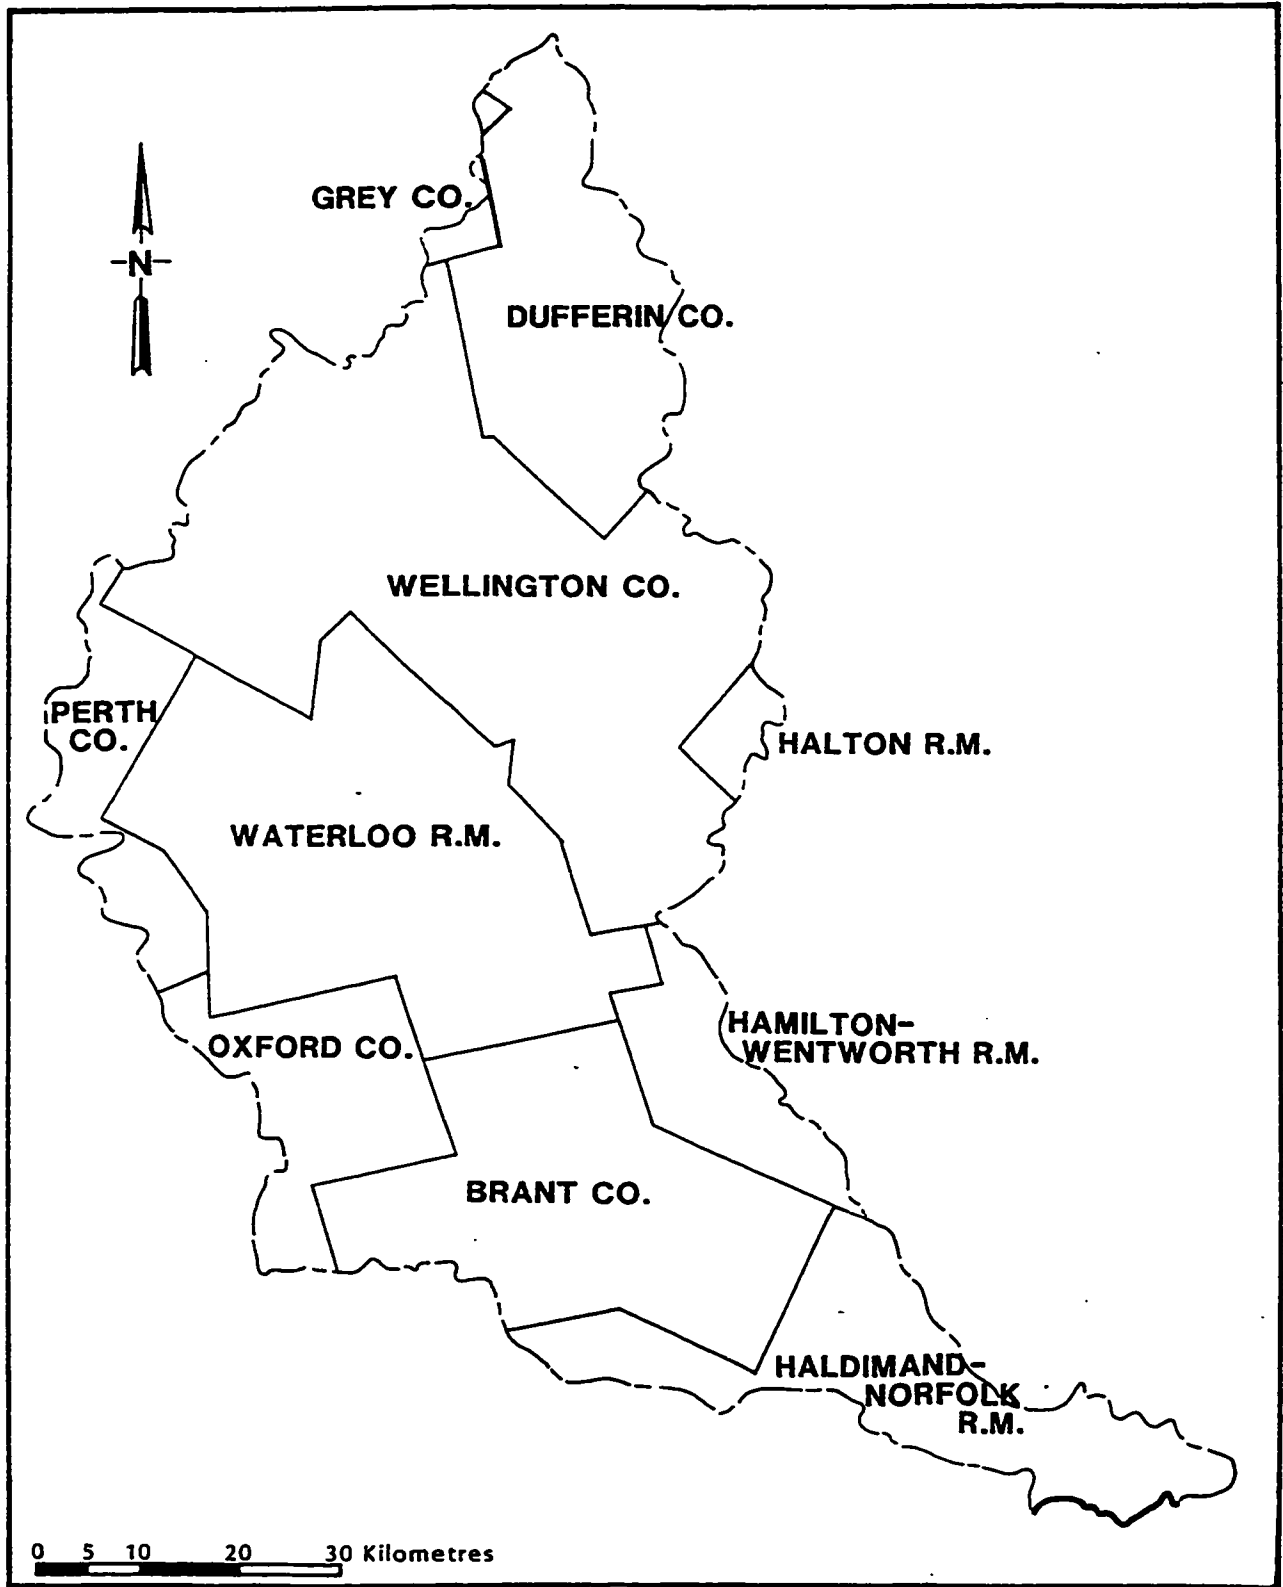 GREY CO.
-N-
DUFFERIN CO.
WELLINGTON CO.
PERTH
CO.
HALTON R.M.
WATERLOO R.M.
HAMILTON-
WENTWORTH R.M.
OXFORD CO.
BRANT CO.
HALDIMAND-
NORFOLK
R.M.
0 5 10 20 30 Kilometres